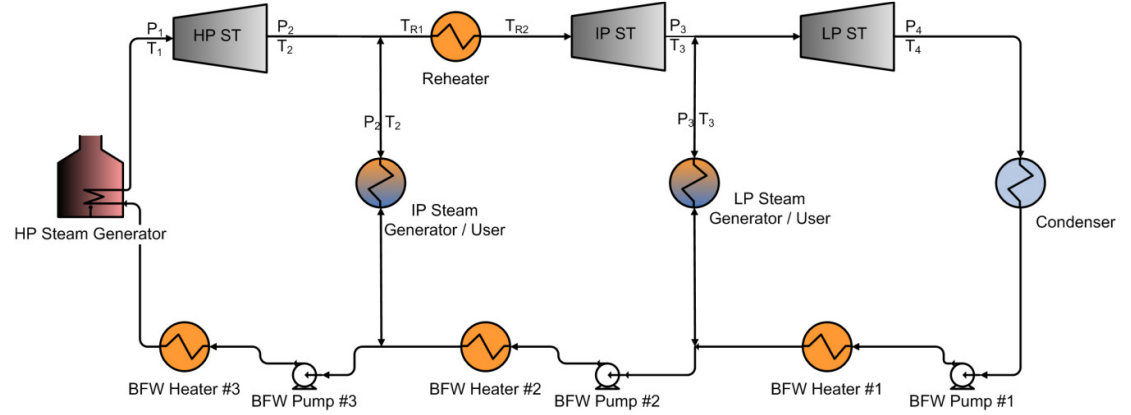 P1
T1
HP ST
P2
T2
TR1
Reheater
TR2
IP ST
P3
T3
LP ST
P4
T4
P2 T2
P3 T3
HP Steam Generator
IP Steam
Generator / User
LP Steam
Generator / User
Condenser
BFW Heater #3
BFW Pump #3
BFW Heater #2
BFW Pump #2
BFW Heater #1
BFW Pump #1